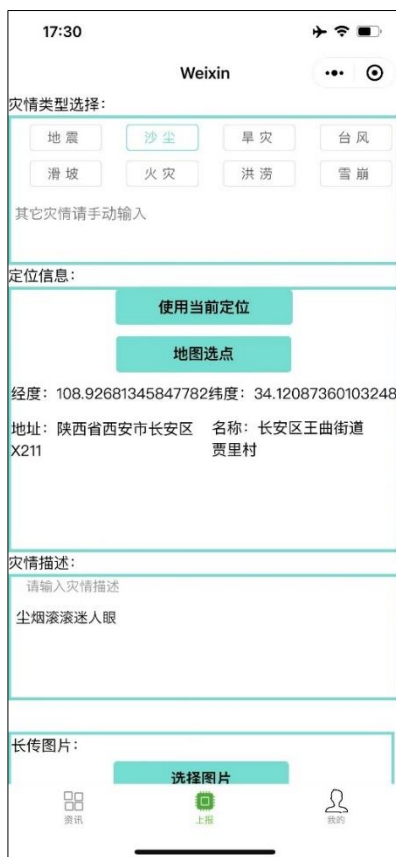 17:30
Weixin
灾情类型选择：
地震 沙尘 旱灾 台风
滑坡 火灾 洪涝 雪崩
其它灾情请手动输入
定位信息：
使用当前定位
地图选点
经度：108.92681345847782纬度：34.12087360103248
地址：陕西省西安市长安区 名称：长安区王曲街道
X211 贾里村
灾情描述：
请输入灾情描述
尘烟滚滚迷人眼
长传图片：
选择图片
资讯 上报 我的